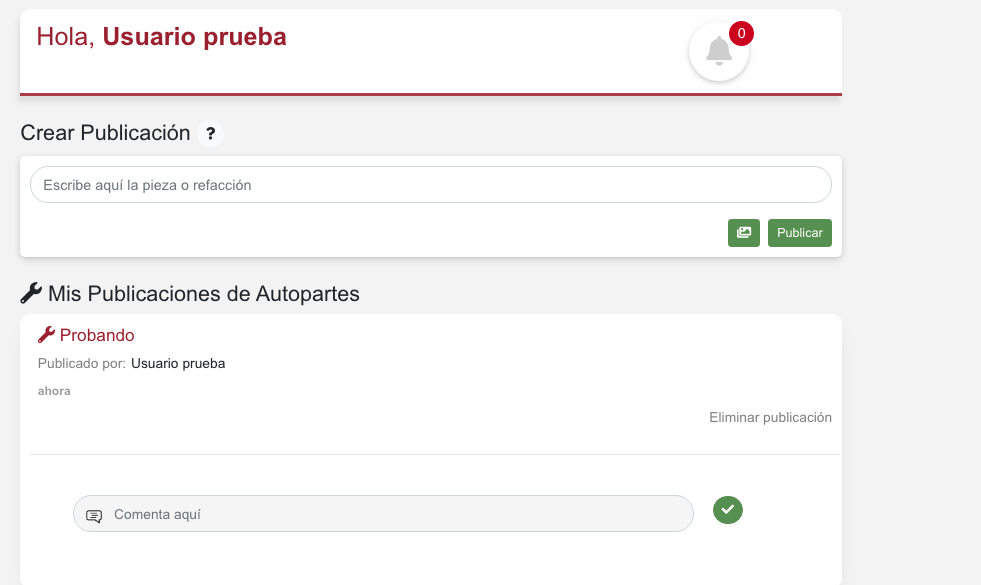 Hola, Usuario prueba
0
Crear Publicación ?
Escribe aquí la pieza o refacción
Publicar
Mis Publicaciones de Autopartes
Probando
Publicado por: Usuario prueba
ahora
Eliminar publicación
Comenta aquí